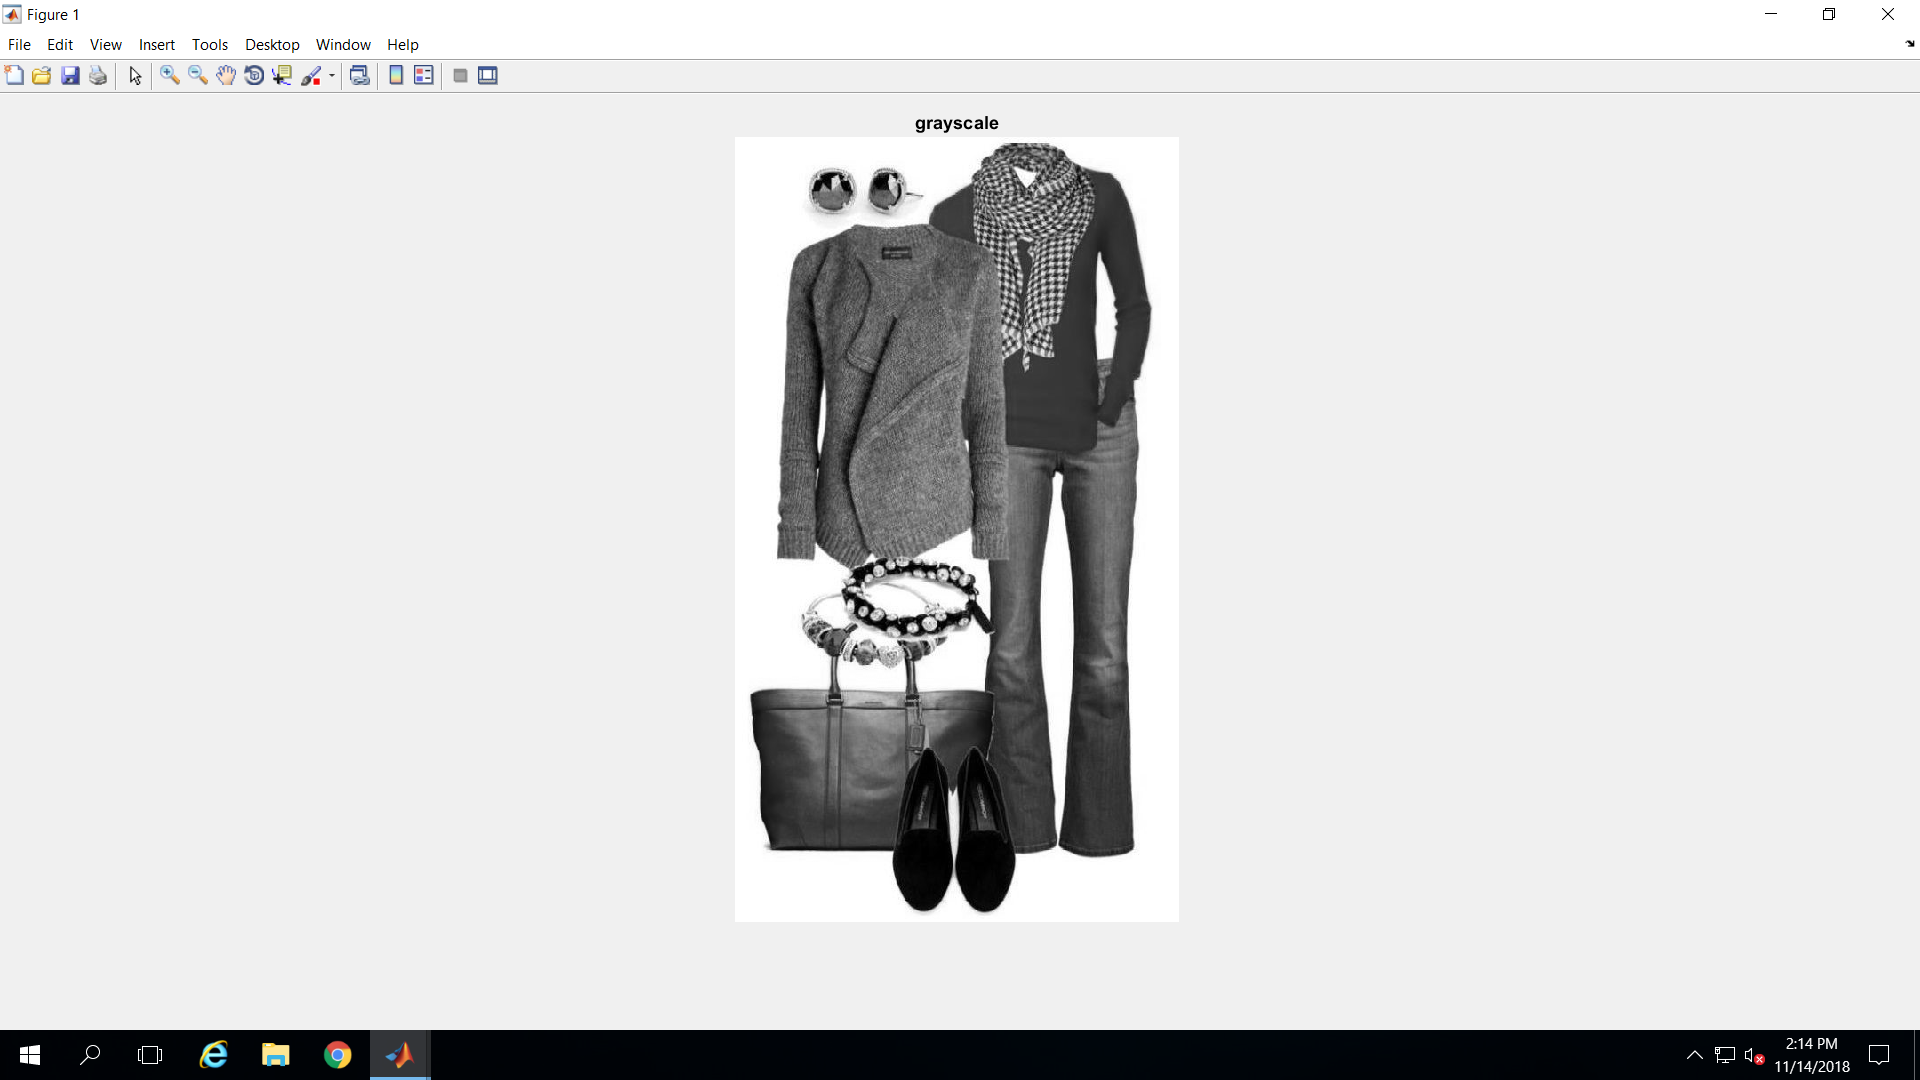 Figure 1
File Edit View Insert Tools Desktop Window Help
grayscale
2:14 PM
11/14/2018